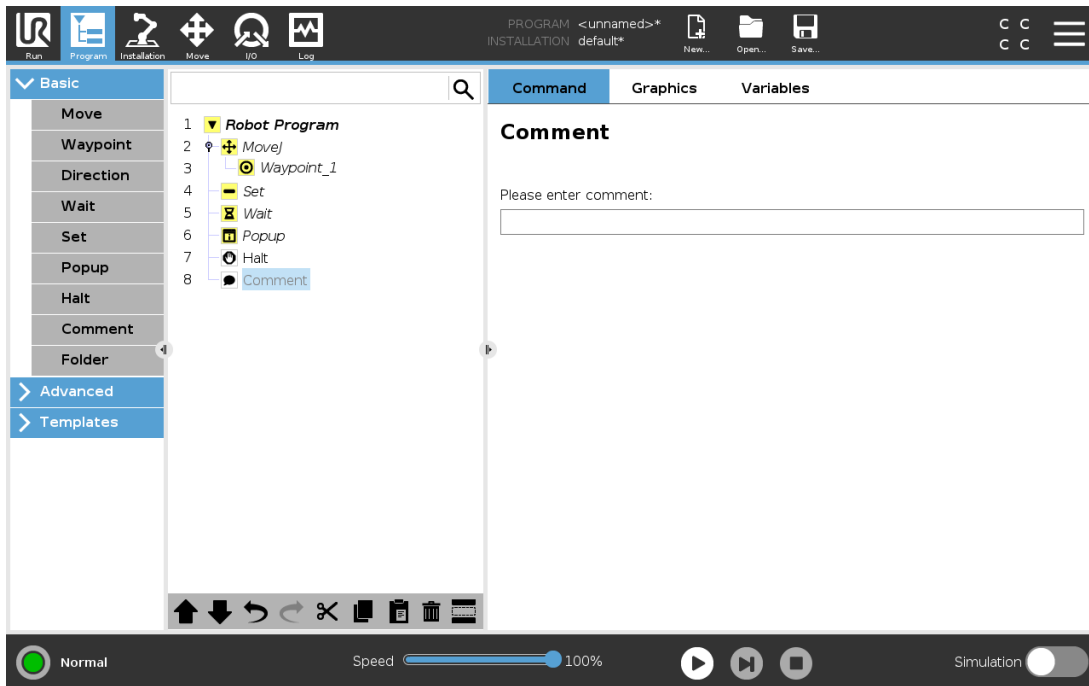 PROGRAM <unnamed>*
INSTALLATION default*
Run
Program
Installation
Move
I/O
Log
New...
Open...
Save...
C C
C C
Basic
Move
Waypoint
Direction
Wait
Set
Popup
Halt
Comment
Folder
Advanced
Templates
1 Robot Program
2 MoveJ
3 Waypoint_1
4 Set
5 Wait
6 Popup
7 Halt
8 Comment
Command Graphics Variables
Comment
Please enter comment:
Normal
Speed 100%
Simulation